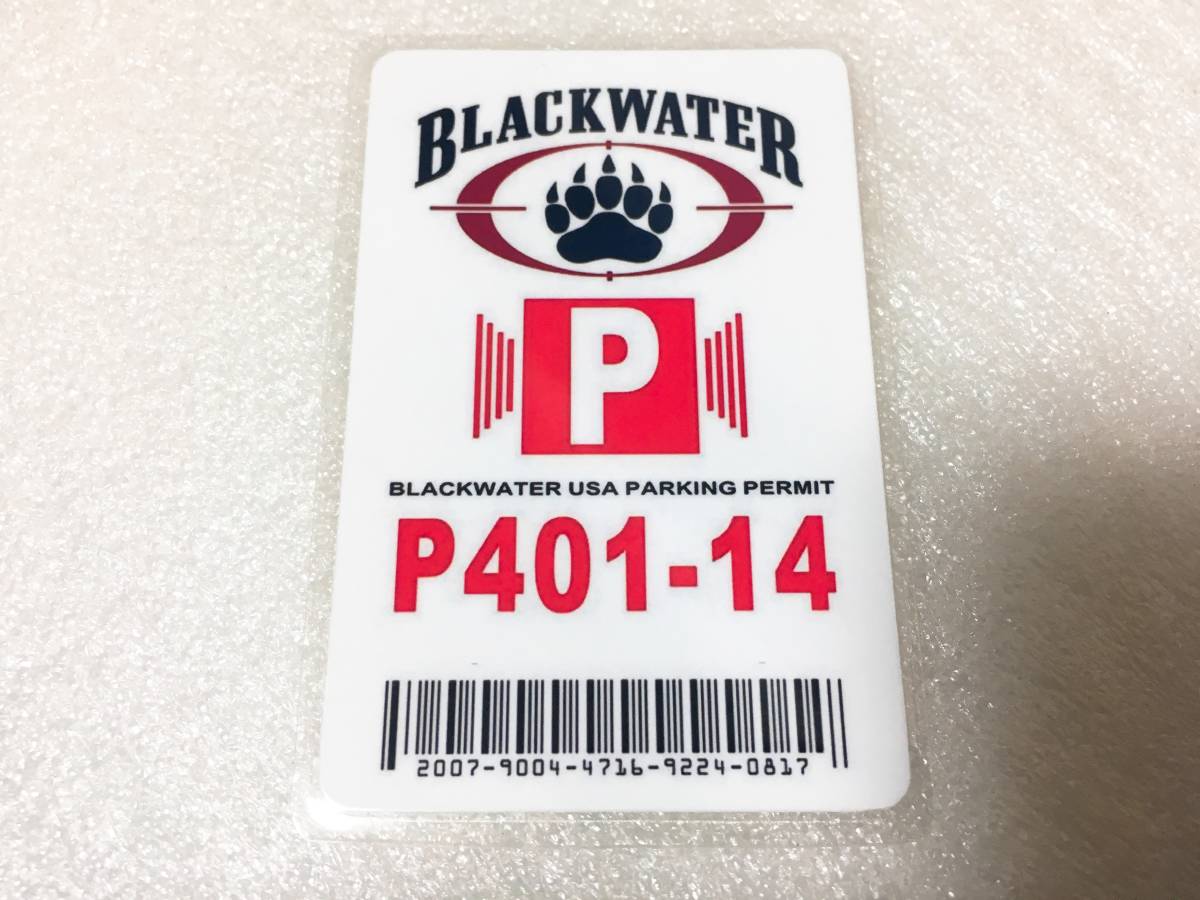 BLACKWATER
P
BLACKWATER USA PARKING PERMIT
P401-14
2007-9004-4716-9224-0817